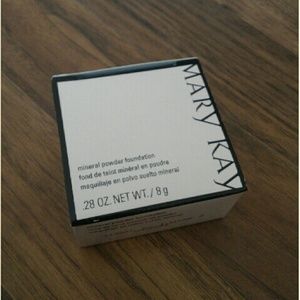 MARY KAY
mineral powder foundation
fond de teint minéral en poudre
maquillaje en polvo suelto mineral
.28 OZ. NET WT. / 8 g